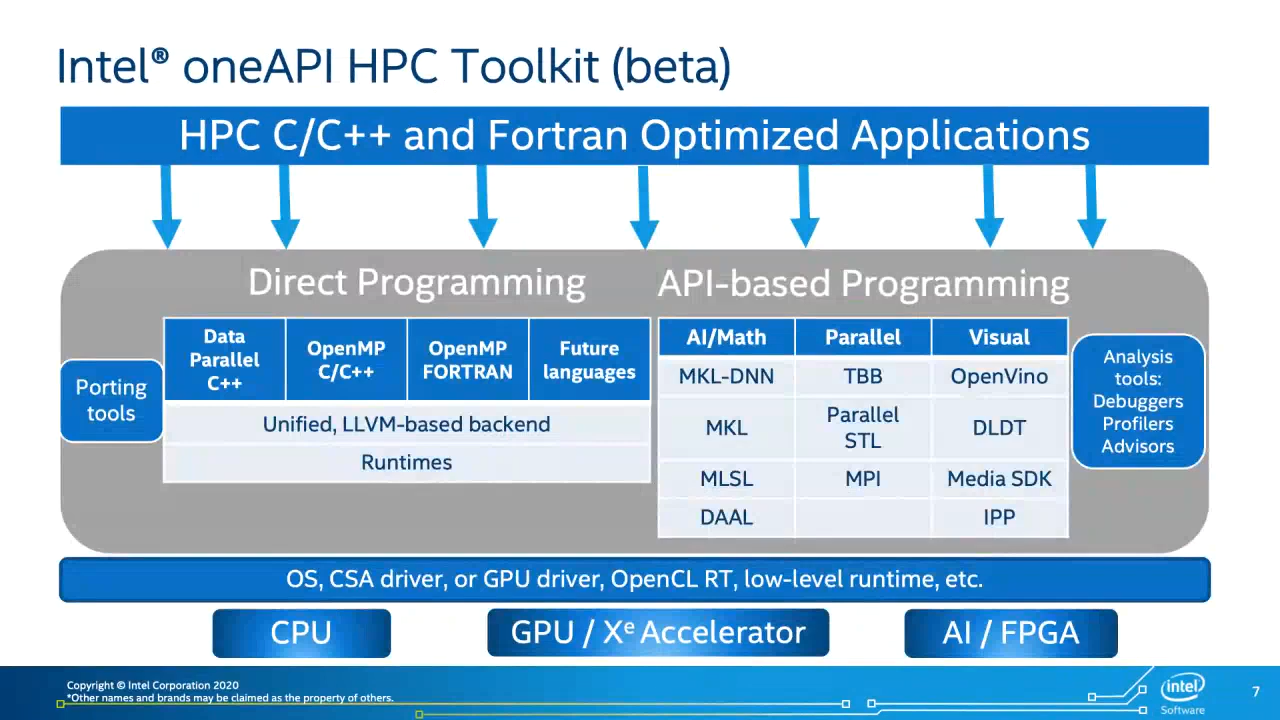 Intel® oneAPI HPC Toolkit (beta)
HPC C/C++ and Fortran Optimized Applications
Direct Programming
API-based Programming
Porting
tools
Data
Parallel
C++
OpenMP
C/C++
OpenMP
FORTRAN
Future
languages
Unified, LLVM-based backend
Runtimes
AI/Math
Parallel
Visual
MKL-DNN
TBB
OpenVino
MKL
Parallel
STL
DLDT
MLSL
MPI
Media SDK
DAAL
IPP
Analysis
tools:
Debuggers
Profilers
Advisors
OS, CSA driver, or GPU driver, OpenCL RT, low-level runtime, etc.
CPU
GPU / Xᵉ Accelerator
AI / FPGA
Copyright © Intel Corporation 2020
*Other names and brands may be claimed as the property of others.
intel
Software
7